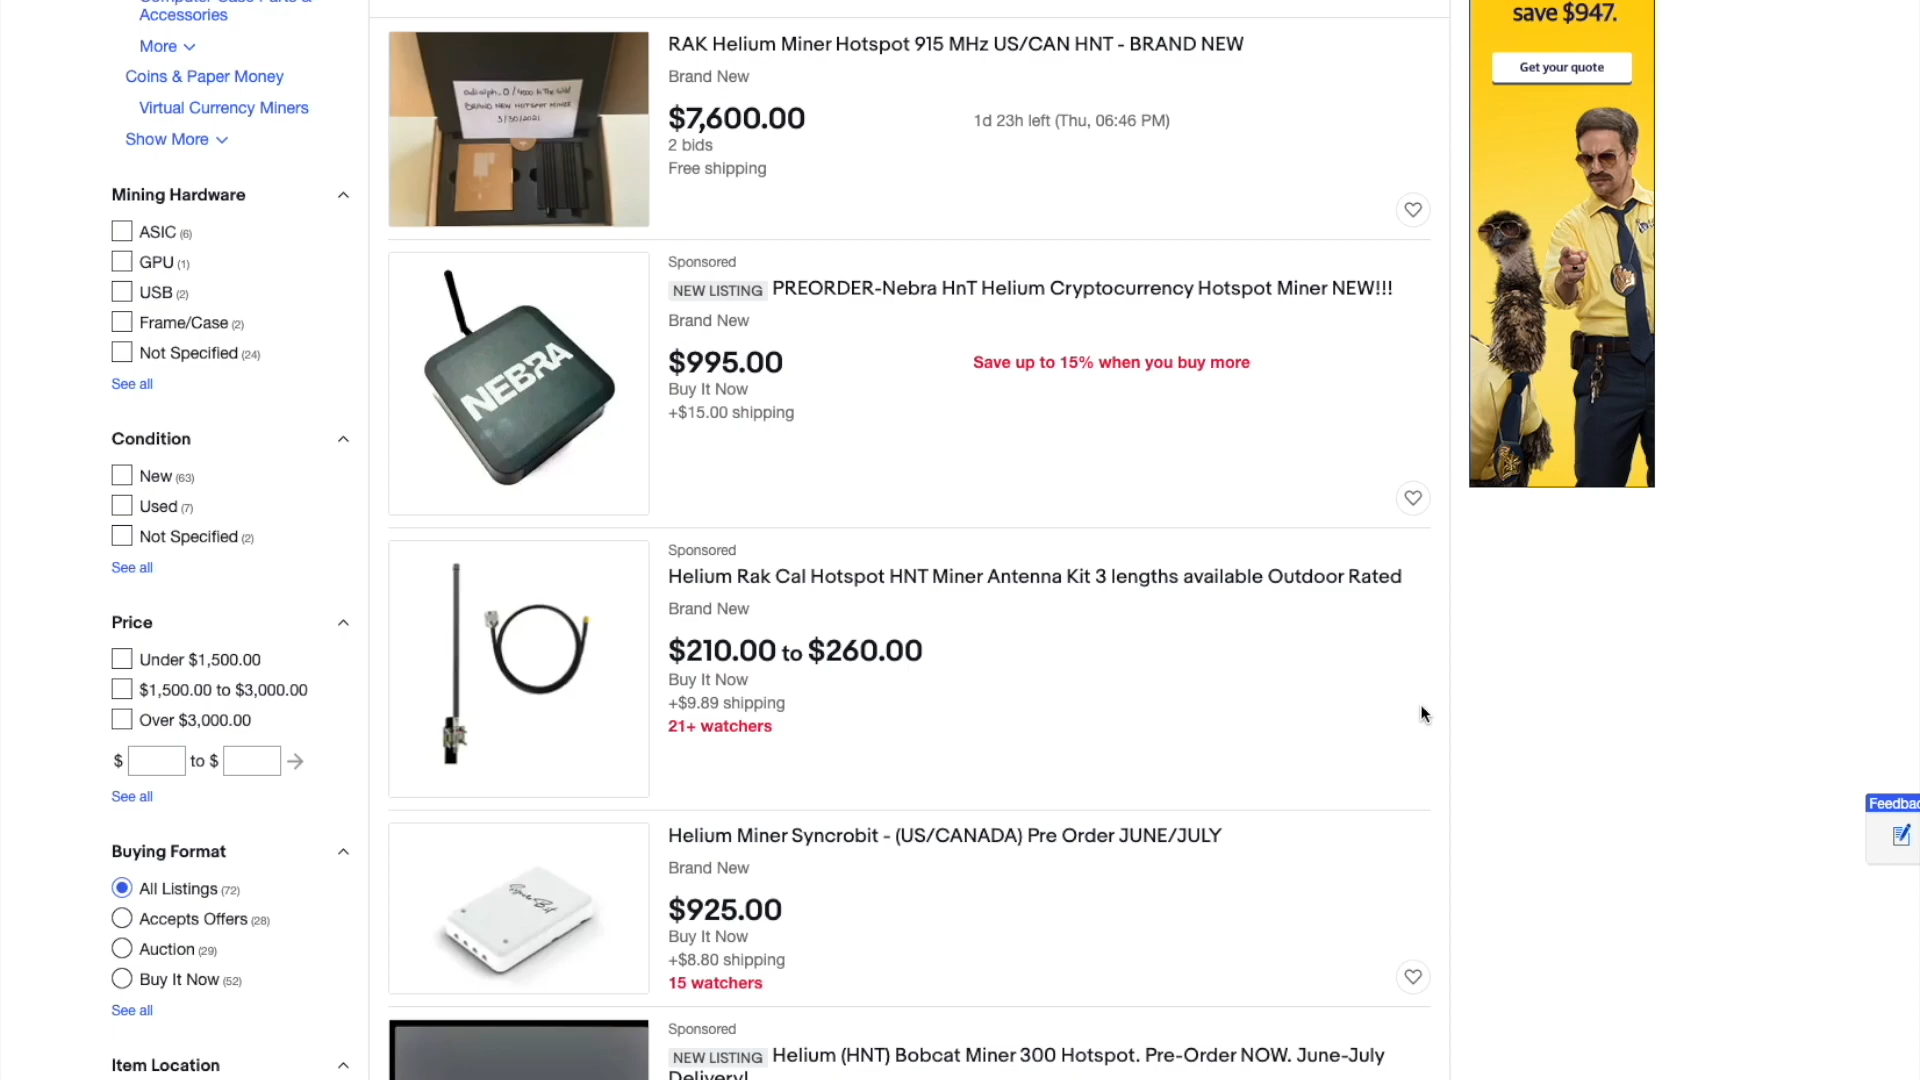 Accessories
More
Coins & Paper Money
Virtual Currency Miners
Show More
Mining Hardware
ASIC (6)
GPU (1)
USB (2)
Frame/Case (2)
Not Specified (24)
See all
Condition
New (63)
Used (7)
Not Specified (2)
See all
Price
Under $1,500.00
$1,500.00 to $3,000.00
Over $3,000.00
$ to $
See all
Buying Format
All Listings (72)
Accepts Offers (28)
Auction (29)
Buy It Now (52)
See all
Item Location
BRAND NEW HOTSPOT MINER
3/30/2021
RAK Helium Miner Hotspot 915 MHz US/CAN HNT - BRAND NEW
Brand New
$7,600.00
1d 23h left (Thu, 06:46 PM)
2 bids
Free shipping
NEBRA
Sponsored
NEW LISTING PREORDER-Nebra HnT Helium Cryptocurrency Hotspot Miner NEW!!!
Brand New
$995.00
Save up to 15% when you buy more
Buy It Now
+$15.00 shipping
Sponsored
Helium Rak Cal Hotspot HNT Miner Antenna Kit 3 lengths available Outdoor Rated
Brand New
$210.00 to $260.00
Buy It Now
+$9.89 shipping
21+ watchers
Helium Miner Syncrobit - (US/CANADA) Pre Order JUNE/JULY
Brand New
$925.00
Buy It Now
+$8.80 shipping
15 watchers
Sponsored
NEW LISTING Helium (HNT) Bobcat Miner 300 Hotspot. Pre-Order NOW. June-July
Delivery!
save $947.
Get your quote
Feedbac